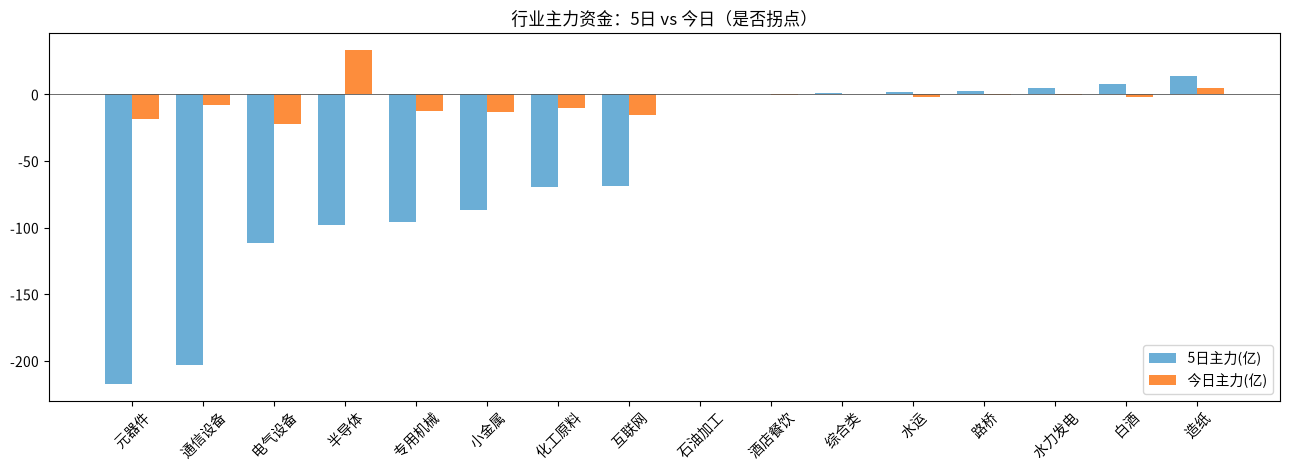 行业主力资金：5日 vs 今日（是否拐点）
0
-50
-100
-150
-200
5日主力(亿)
今日主力(亿)
元器件
通信设备
电气设备
半导体
专用机械
小金属
化工原料
互联网
石油加工
酒店餐饮
综合类
水运
路桥
水力发电
白酒
造纸